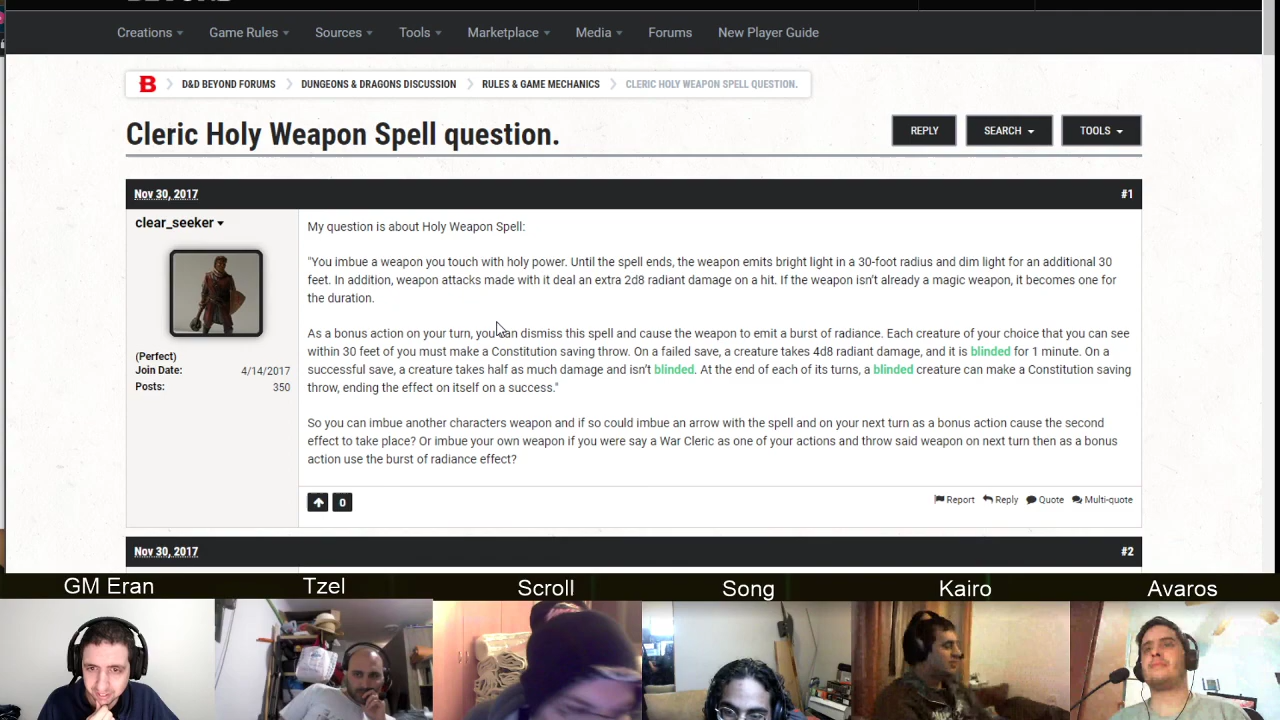 Creations Game Rules Sources Tools Marketplace Media Forums New Player Guide
B D&D BEYOND FORUMS DUNGEONS & DRAGONS DISCUSSION RULES & GAME MECHANICS CLERIC HOLY WEAPON SPELL QUESTION.
Cleric Holy Weapon Spell question.
REPLY SEARCH TOOLS
Nov 30, 2017 #1
clear_seeker
(Perfect)
Join Date: 4/14/2017
Posts: 350
My question is about Holy Weapon Spell:
"You imbue a weapon you touch with holy power. Until the spell ends, the weapon emits bright light in a 30-foot radius and dim light for an additional 30
feet. In addition, weapon attacks made with it deal an extra 2d8 radiant damage on a hit. If the weapon isn't already a magic weapon, it becomes one for
the duration.
As a bonus action on your turn, you can dismiss this spell and cause the weapon to emit a burst of radiance. Each creature of your choice that you can see
within 30 feet of you must make a Constitution saving throw. On a failed save, a creature takes 4d8 radiant damage, and it is blinded for 1 minute. On a
successful save, a creature takes half as much damage and isn't blinded. At the end of each of its turns, a blinded creature can make a Constitution saving
throw, ending the effect on itself on a success."
So you can imbue another characters weapon and if so could imbue an arrow with the spell and on your next turn as a bonus action cause the second
effect to take place? Or imbue your own weapon if you were say a War Cleric as one of your actions and throw said weapon on next turn then as a bonus
action use the burst of radiance effect?
0 Report Reply Quote Multi-quote
Nov 30, 2017 #2
GM Eran Tzel Scroll Song Kairo Avaros